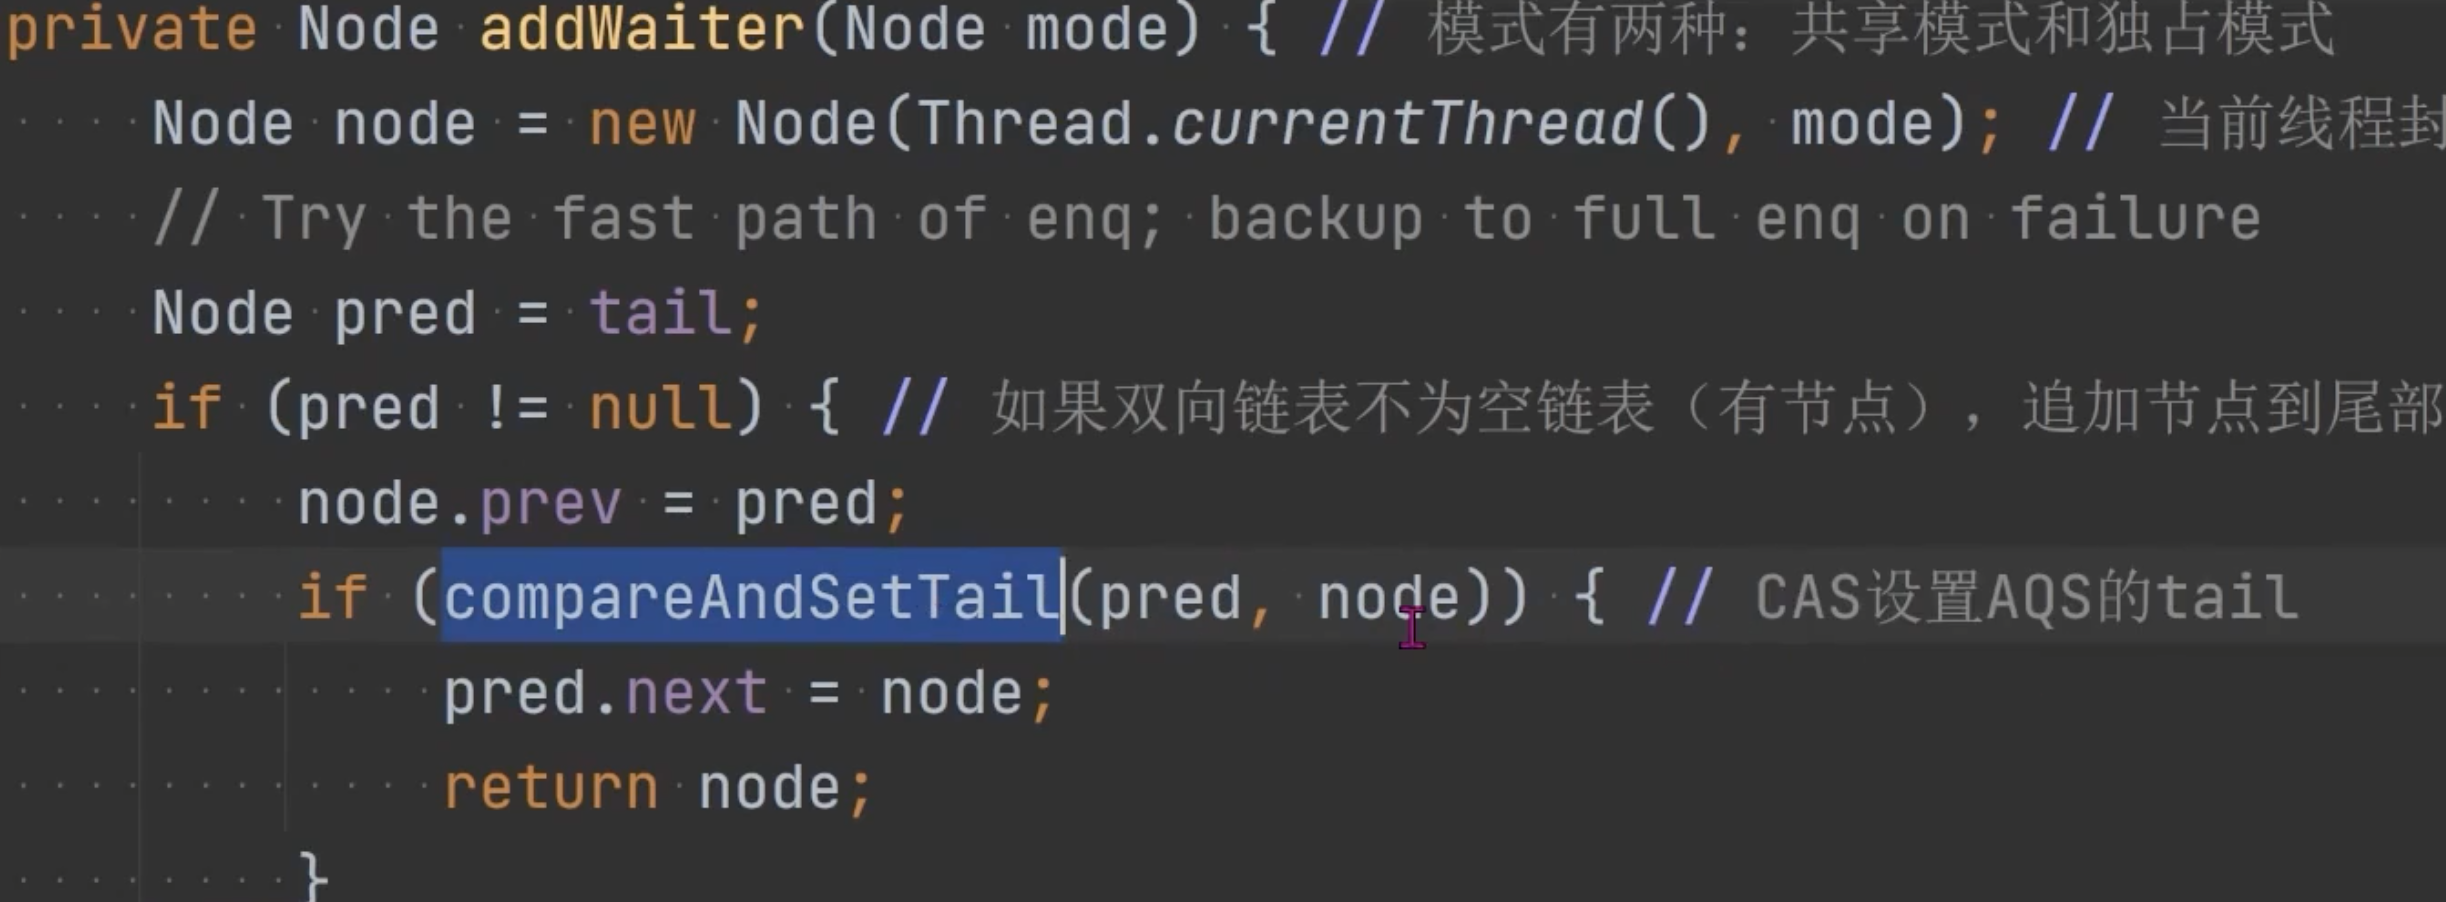 private Node addWaiter(Node mode) { // 模式有两种：共享模式和独占模式
Node node = new Node(Thread.currentThread(), mode); // 当前线程封
// Try the fast path of enq; backup to full enq on failure
Node pred = tail;
if (pred != null) { // 如果双向链表不为空链表（有节点），追加节点到尾部
node.prev = pred;
if (compareAndSetTail(pred, node)) { // CAS设置AQS的tail
pred.next = node;
return node;
}